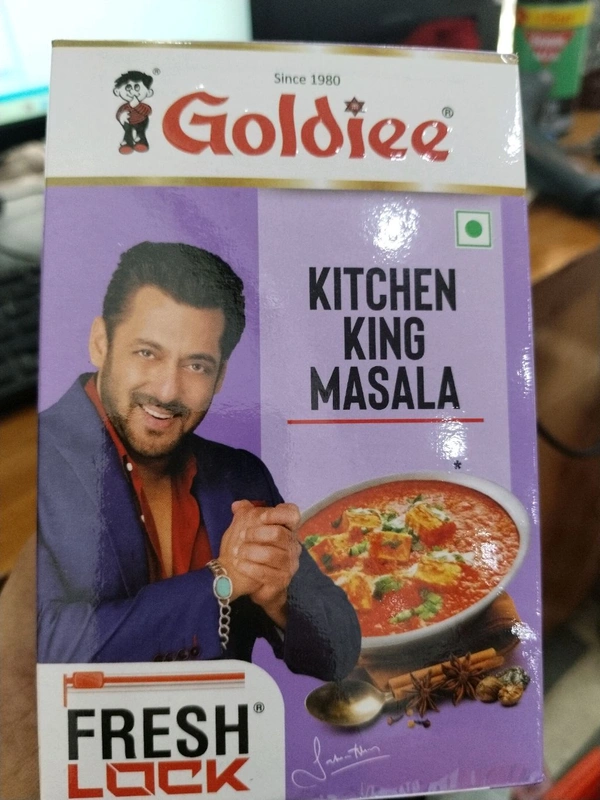 Since 1980
Goldiee®
KITCHEN
KING
MASALA
*
FRESH®
LOCK